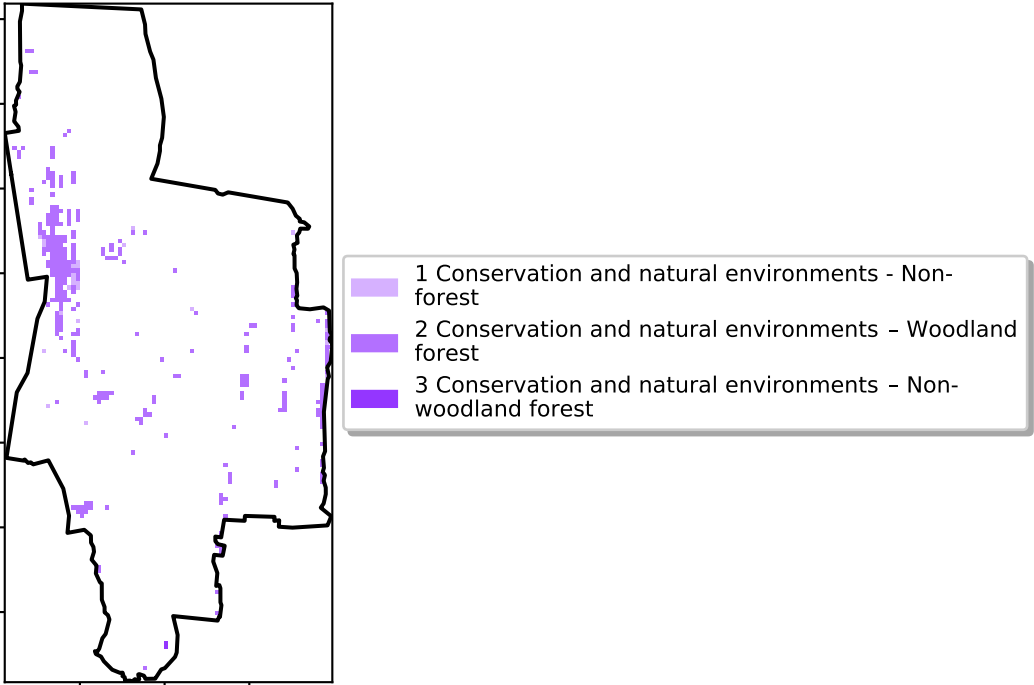 1 Conservation and natural environments - Non-
forest
2 Conservation and natural environments – Woodland
forest
3 Conservation and natural environments – Non-
woodland forest